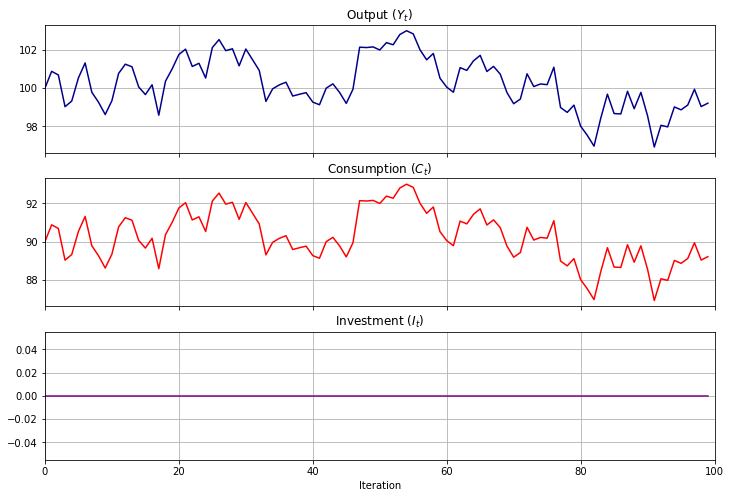 Output (Y_t)
102
100
98
Consumption (C_t)
92
90
88
Investment (I_t)
0.04
0.02
0.00
−0.02
−0.04
0 20 40 60 80 100
Iteration